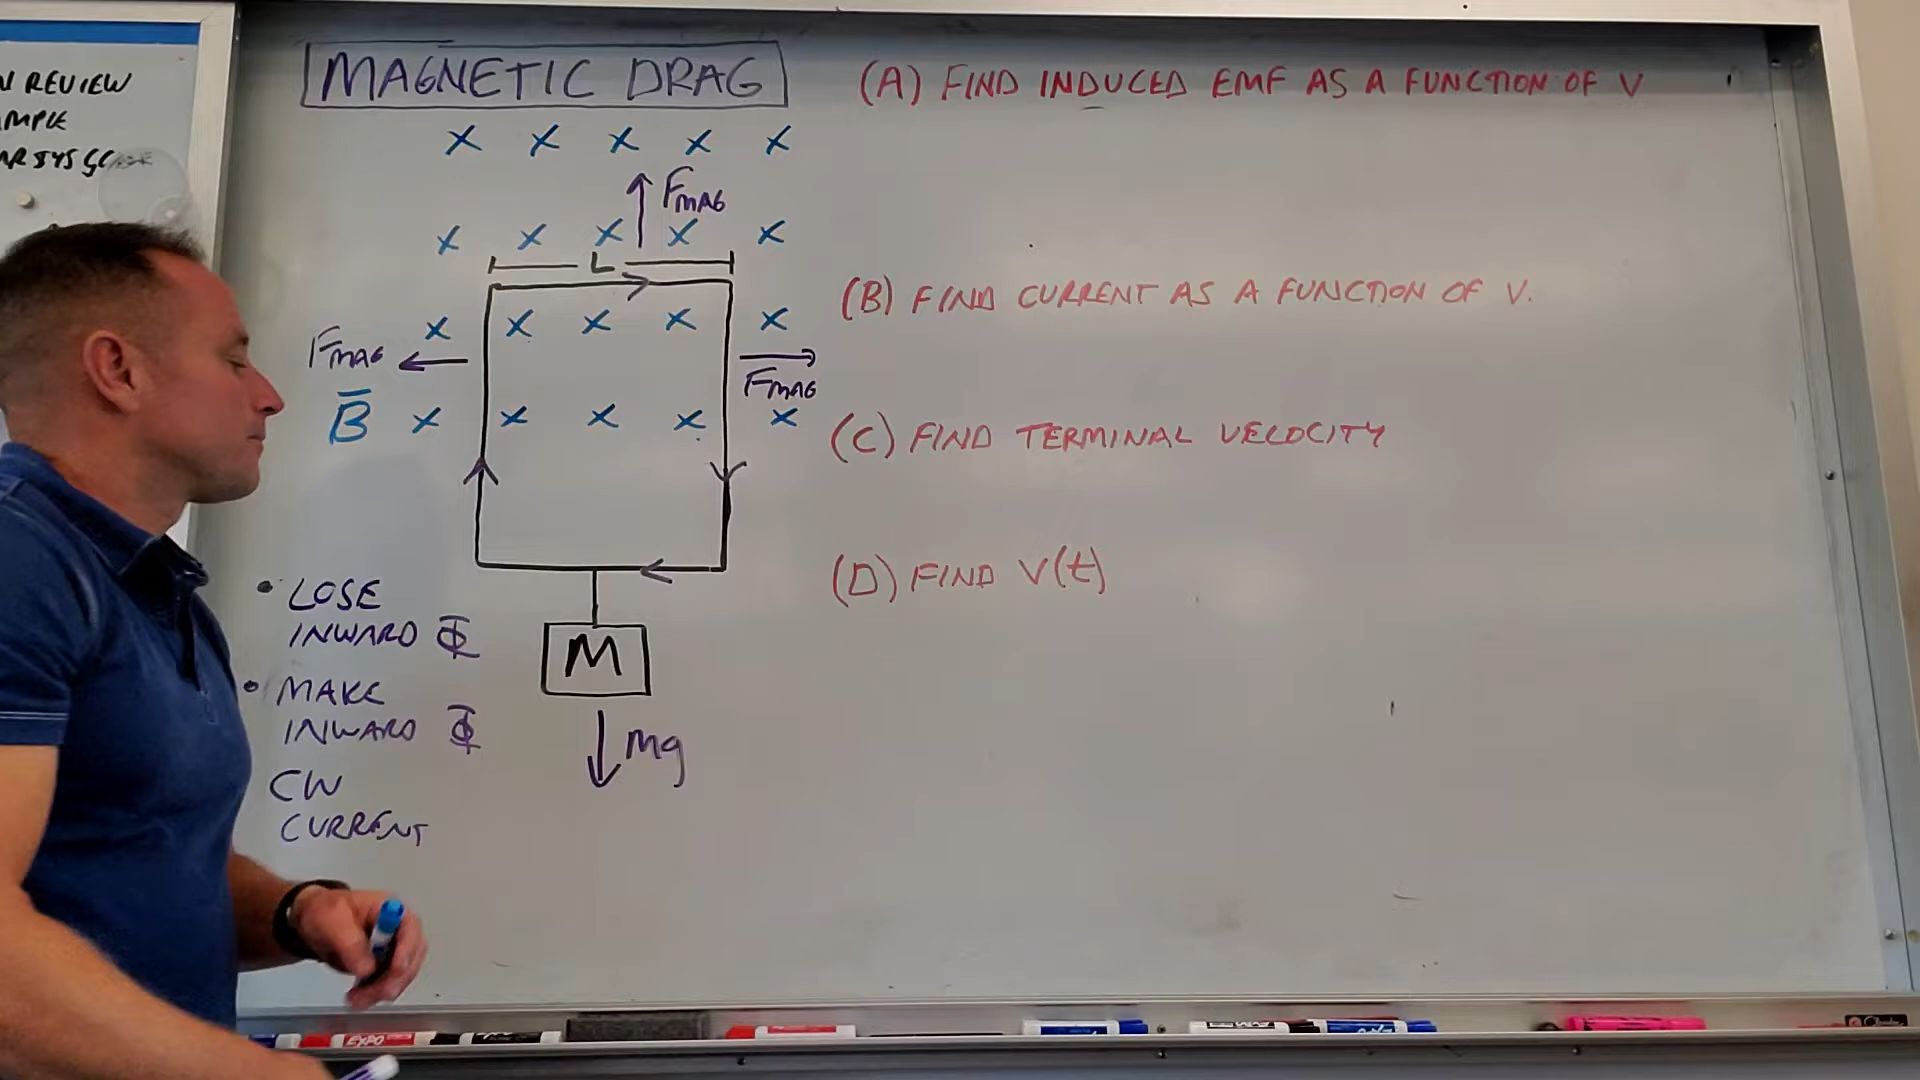 N REVIEW
MPLE
MAGNETIC DRAG
(A) FIND INDUCED EMF AS A FUNCTION OF V
X X X X X
F MAG
X X X X X
L
(B) FIND CURRENT AS A FUNCTION OF V.
X X X X X
F MAG
F MAG
B X X X X X
(C) FIND TERMINAL VELOCITY
(D) FIND V(t)
• LOSE
INWARD Φ
M
• MAKE
INWARD Φ
mg
CW
CURRENT
EXPO